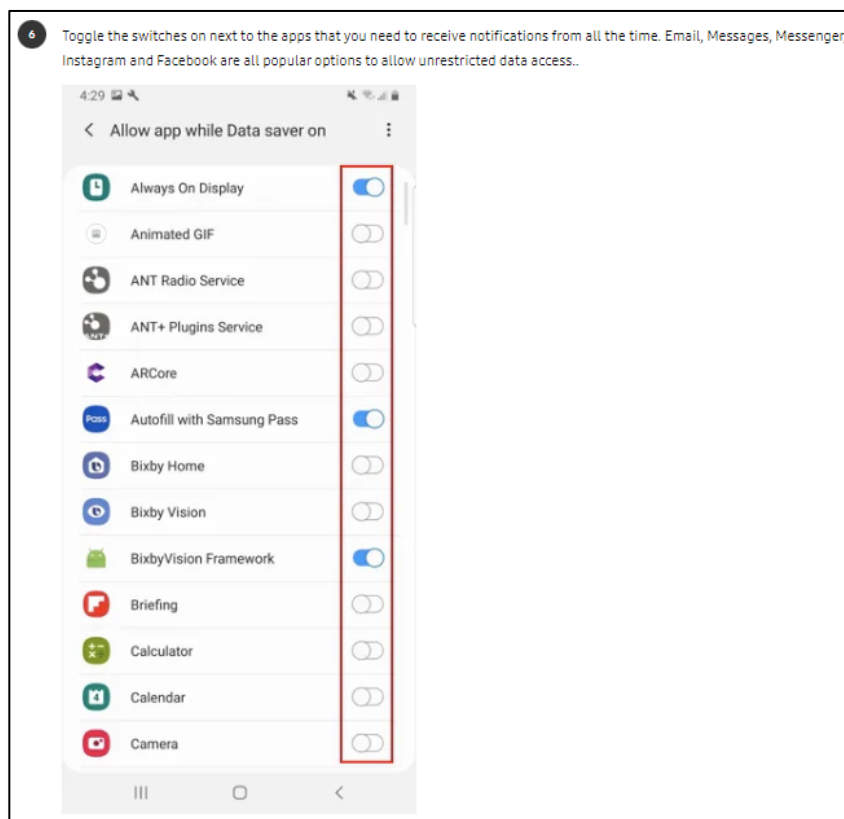 6
Toggle the switches on next to the apps that you need to receive notifications from all the time. Email, Messages, Messenger,
Instagram and Facebook are all popular options to allow unrestricted data access..
4:29
Allow app while Data saver on
Always On Display
Animated GIF
ANT Radio Service
ANT+ Plugins Service
ARCore
Pass Autofill with Samsung Pass
Bixby Home
Bixby Vision
BixbyVision Framework
Briefing
Calculator
4 Calendar
Camera